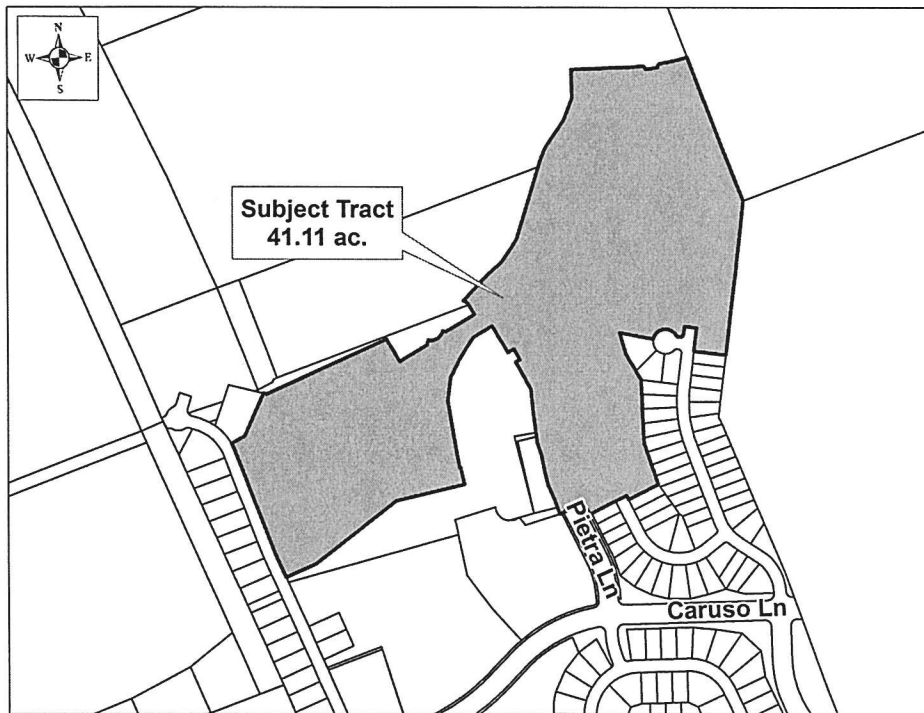 N
W E
S
Subject Tract
41.11 ac.
Pietra Ln
Caruso Ln